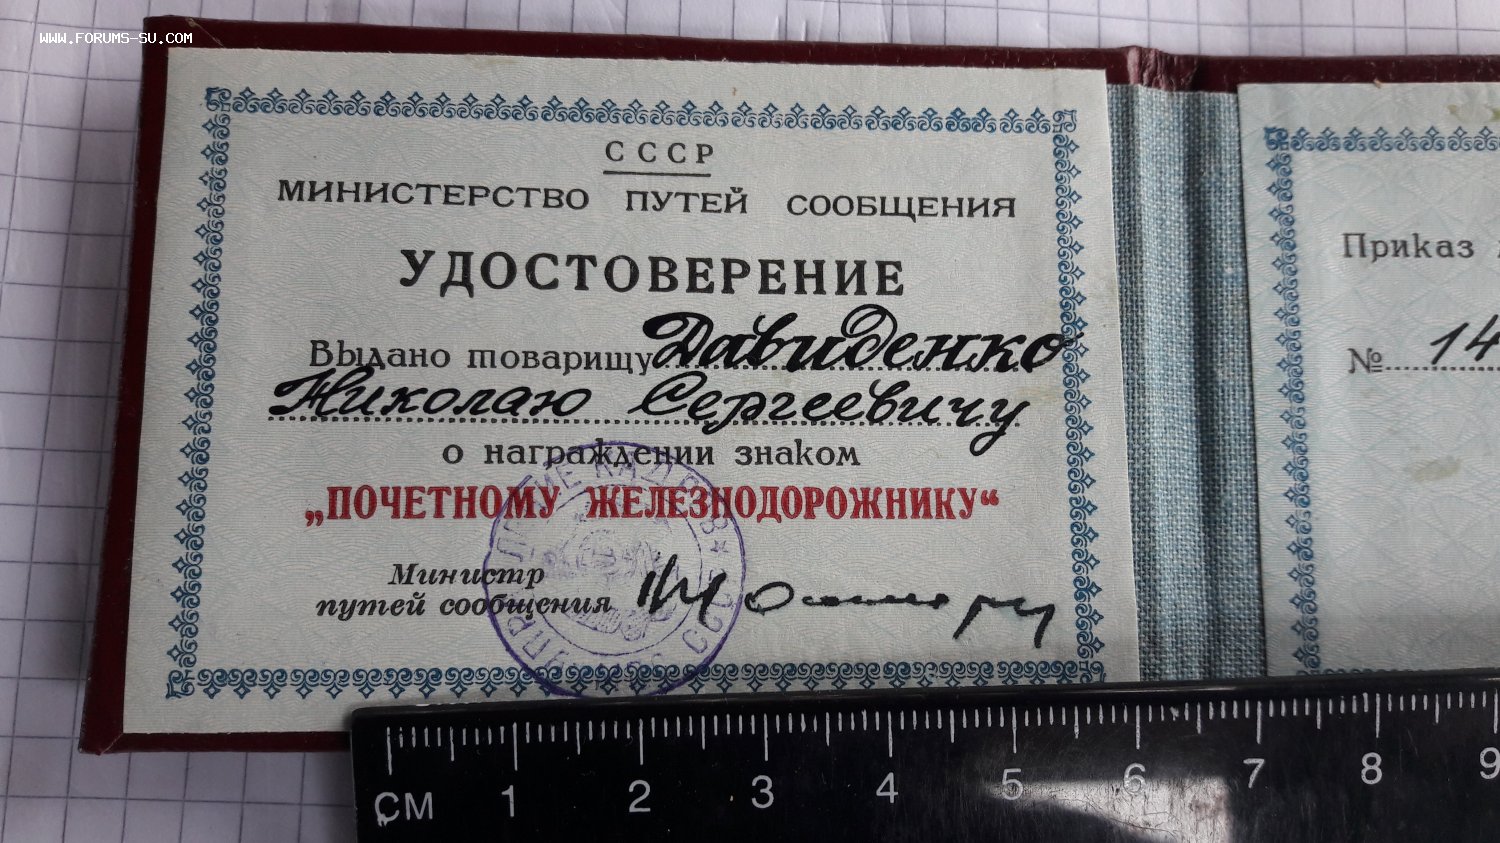 WWW.FORUMS-SU.COM
СССР
МИНИСТЕРСТВО ПУТЕЙ СООБЩЕНИЯ
УДОСТОВЕРЕНИЕ
Выдано товарищу Давиденко
Николаю Сергеевичу
о награждении знаком
„ПОЧЕТНОМУ ЖЕЛЕЗНОДОРОЖНИКУ“
Министр
путей сообщения
Приказ
№ 14
СМ 1 2 3 4 5 6 7 8 9